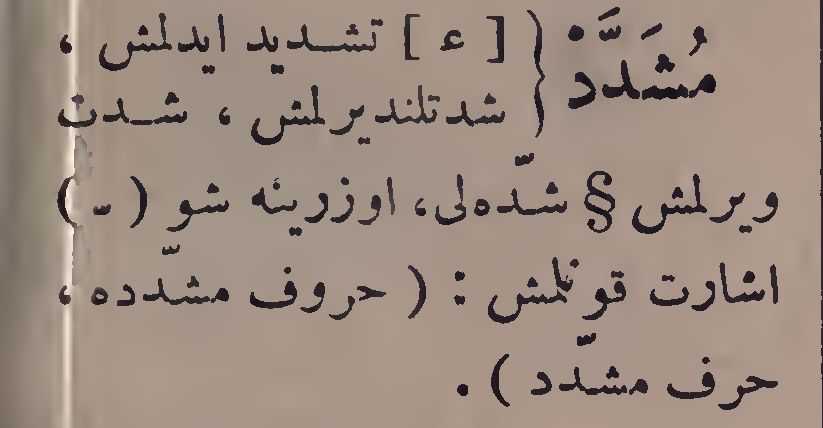 مُشَدَّدْ { [ ع ] تشدید ایدلمش ،
شدتلندیرلمش ، شدت
ویرلمش § شدّه‌لی، اوزرینه شو ( ّ )
اشارت قونلمش : ( حروف مشدّده ،
حرف مشدّد ) .